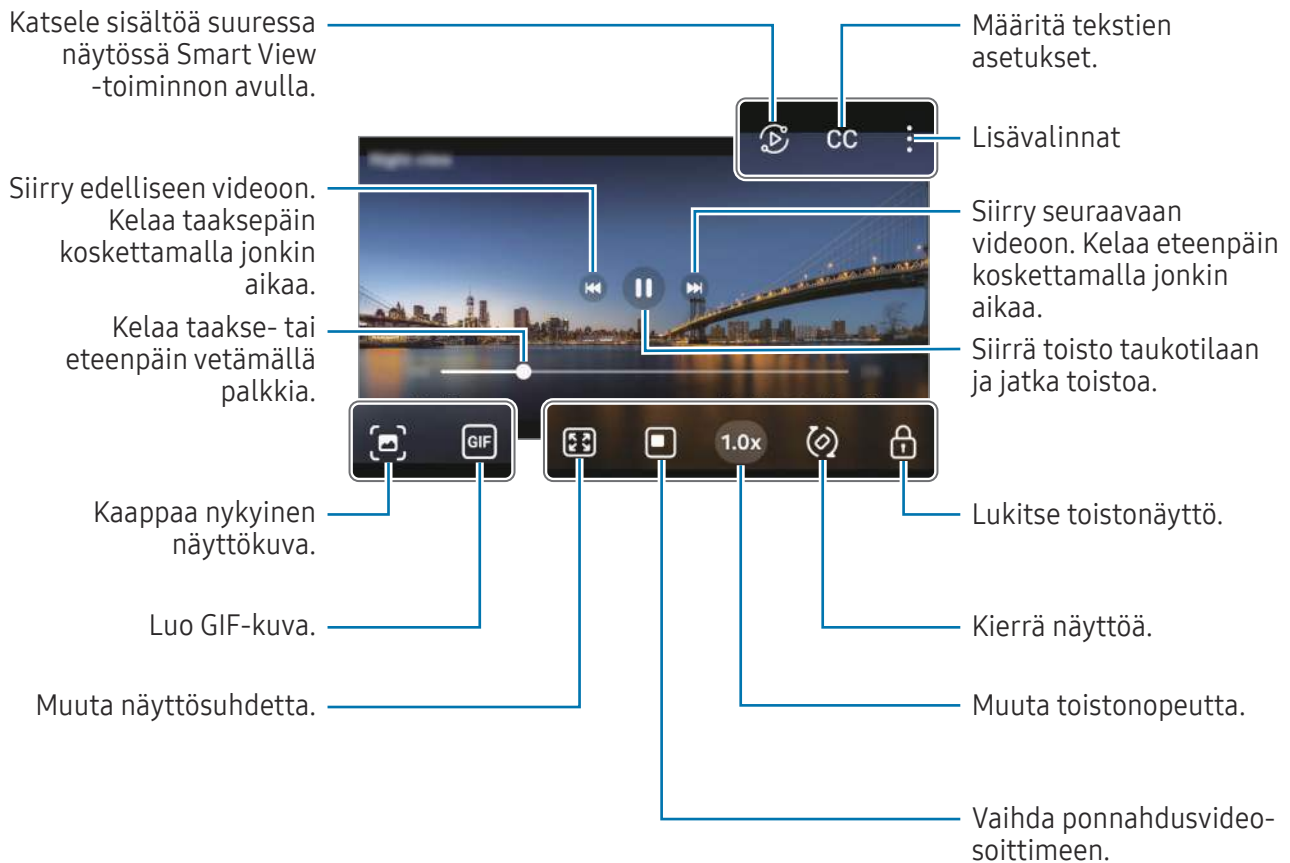 Katsele sisältöä suuressa
näytössä Smart View
-toiminnon avulla.
Määritä tekstien
asetukset.
CC
Lisävalinnat
Siirry edelliseen videoon.
Kelaa taaksepäin
koskettamalla jonkin
aikaa.
Siirry seuraavaan
videoon. Kelaa eteenpäin
koskettamalla jonkin
aikaa.
Kelaa taakse- tai
eteenpäin vetämällä
palkkia.
Siirrä toisto taukotilaan
ja jatka toistoa.
GIF
1.0x
Kaappaa nykyinen
näyttökuva.
Lukitse toistonäyttö.
Luo GIF-kuva.
Kierrä näyttöä.
Muuta näyttösuhdetta.
Muuta toistonopeutta.
Vaihda ponnahdusvideo-
soittimeen.